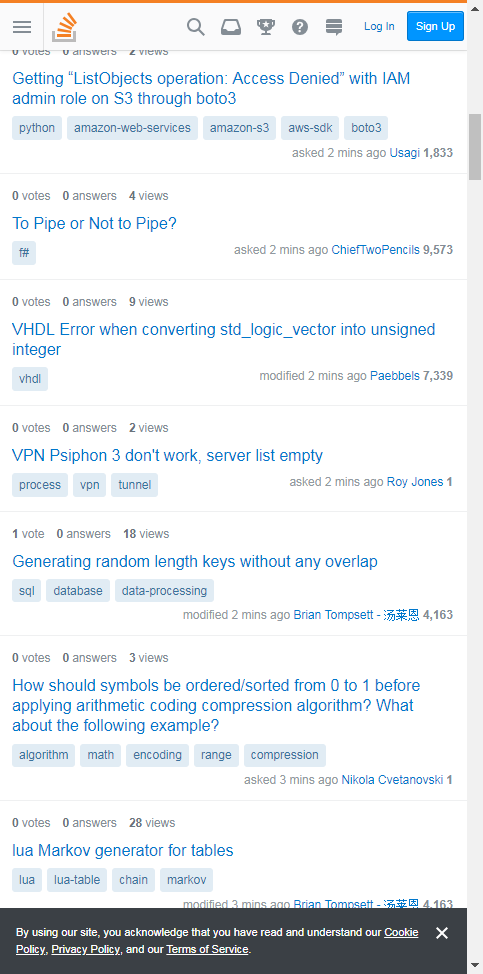 Log In Sign Up
0 votes 0 answers 2 views
Getting “ListObjects operation: Access Denied” with IAM
admin role on S3 through boto3
python amazon-web-services amazon-s3 aws-sdk boto3
asked 2 mins ago Usagi 1,833
0 votes 0 answers 4 views
To Pipe or Not to Pipe?
f# asked 2 mins ago ChiefTwoPencils 9,573
0 votes 0 answers 9 views
VHDL Error when converting std_logic_vector into unsigned
integer
vhdl modified 2 mins ago Paebbels 7,339
0 votes 0 answers 2 views
VPN Psiphon 3 don't work, server list empty
process vpn tunnel asked 2 mins ago Roy Jones 1
1 vote 0 answers 18 views
Generating random length keys without any overlap
sql database data-processing
modified 2 mins ago Brian Tompsett - 汤莱恩 4,163
0 votes 0 answers 3 views
How should symbols be ordered/sorted from 0 to 1 before
applying arithmetic coding compression algorithm? What
about the following example?
algorithm math encoding range compression
asked 3 mins ago Nikola Cvetanovski 1
0 votes 0 answers 28 views
lua Markov generator for tables
lua lua-table chain markov
modified 3 mins ago Brian Tompsett - 汤莱恩 4,163
By using our site, you acknowledge that you have read and understand our Cookie
Policy, Privacy Policy, and our Terms of Service.